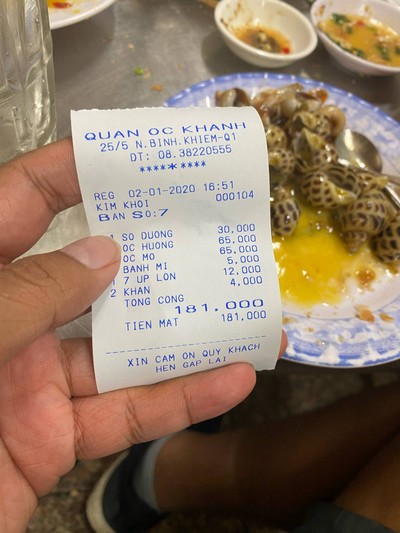 QUAN OC KHANH
25/5 N.BINH.KHIEM-Q1
DT: 08.38220555
*********
REG 02-01-2020 16:51
KIM KHOI 000104
BAN SO:7
1 SO DUONG 30,000
OC HUONG 65,000
OC MO 65,000
BANH MI 5,000
1 7 UP LON 12,000
2 KHAN 4,000
TONG CONG
181,000
TIEN MAT 181,000
XIN CAM ON QUY KHACH
HEN GAP LAI